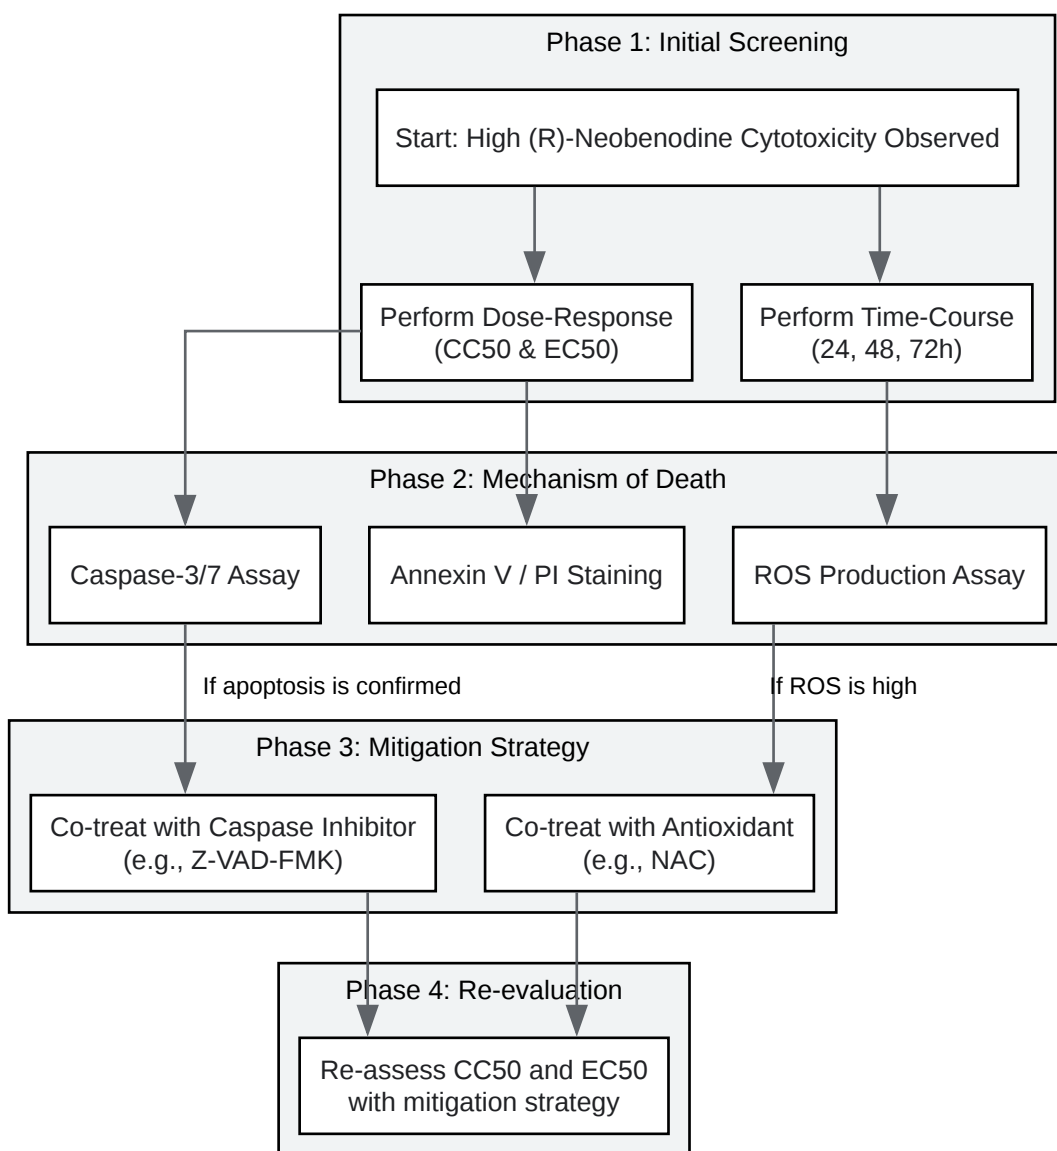 Phase 1: Initial Screening
Start: High (R)-Neobenodine Cytotoxicity Observed
Perform Dose-Response
(CC50 & EC50)
Perform Time-Course
(24, 48, 72h)
Phase 2: Mechanism of Death
Caspase-3/7 Assay
Annexin V / PI Staining
ROS Production Assay
If apoptosis is confirmed
If ROS is high
Phase 3: Mitigation Strategy
Co-treat with Caspase Inhibitor
(e.g., Z-VAD-FMK)
Co-treat with Antioxidant
(e.g., NAC)
Phase 4: Re-evaluation
Re-assess CC50 and EC50
with mitigation strategy